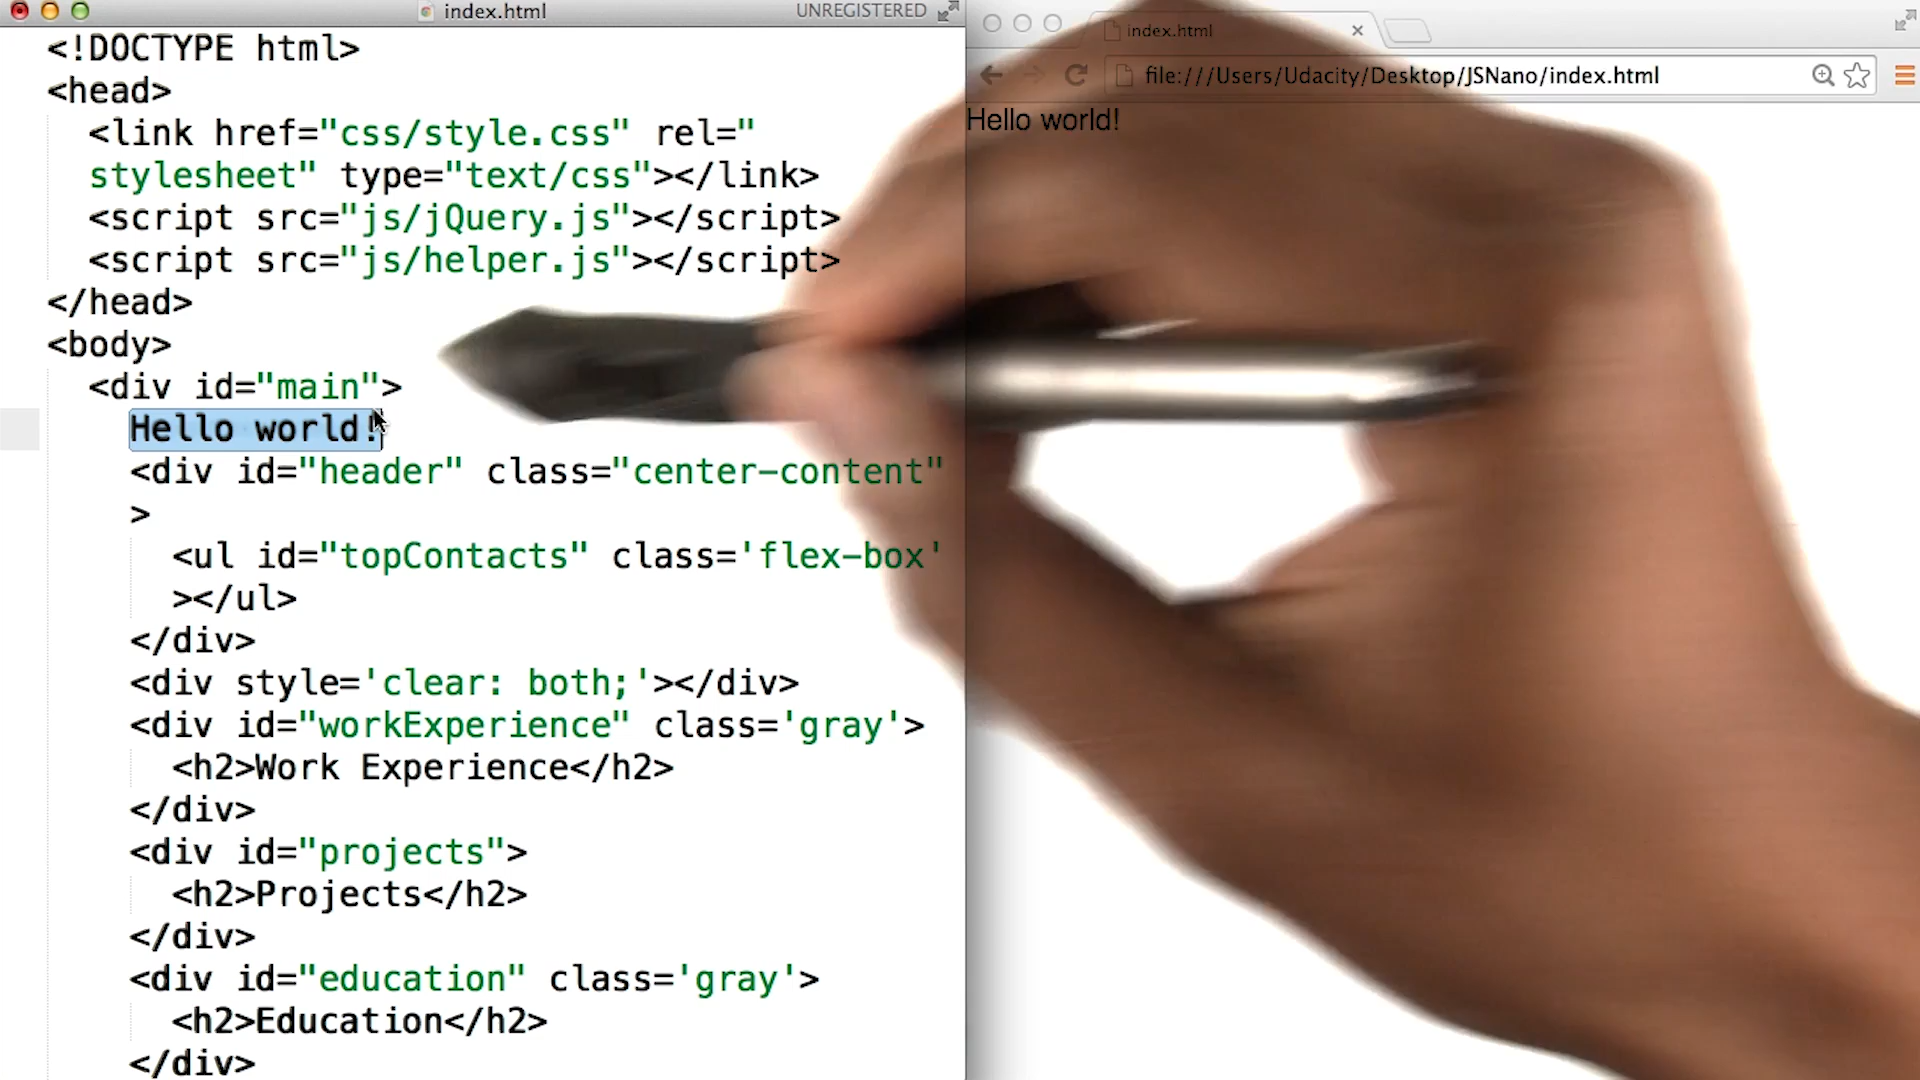 index.html
UNREGISTERED
<!DOCTYPE html>
<head>
<link href="css/style.css" rel="
stylesheet" type="text/css"></link>
<script src="js/jQuery.js"></script>
<script src="js/helper.js"></script>
</head>
<body>
<div id="main">
Hello world!
<div id="header" class="center-content"
>
<ul id="topContacts" class='flex-box'
></ul>
</div>
<div style='clear: both;'></div>
<div id="workExperience" class='gray'>
<h2>Work Experience</h2>
</div>
<div id="projects">
<h2>Projects</h2>
</div>
<div id="education" class='gray'>
<h2>Education</h2>
</div>
index.html
file:///Users/Udacity/Desktop/JSNano/index.html
Hello world!